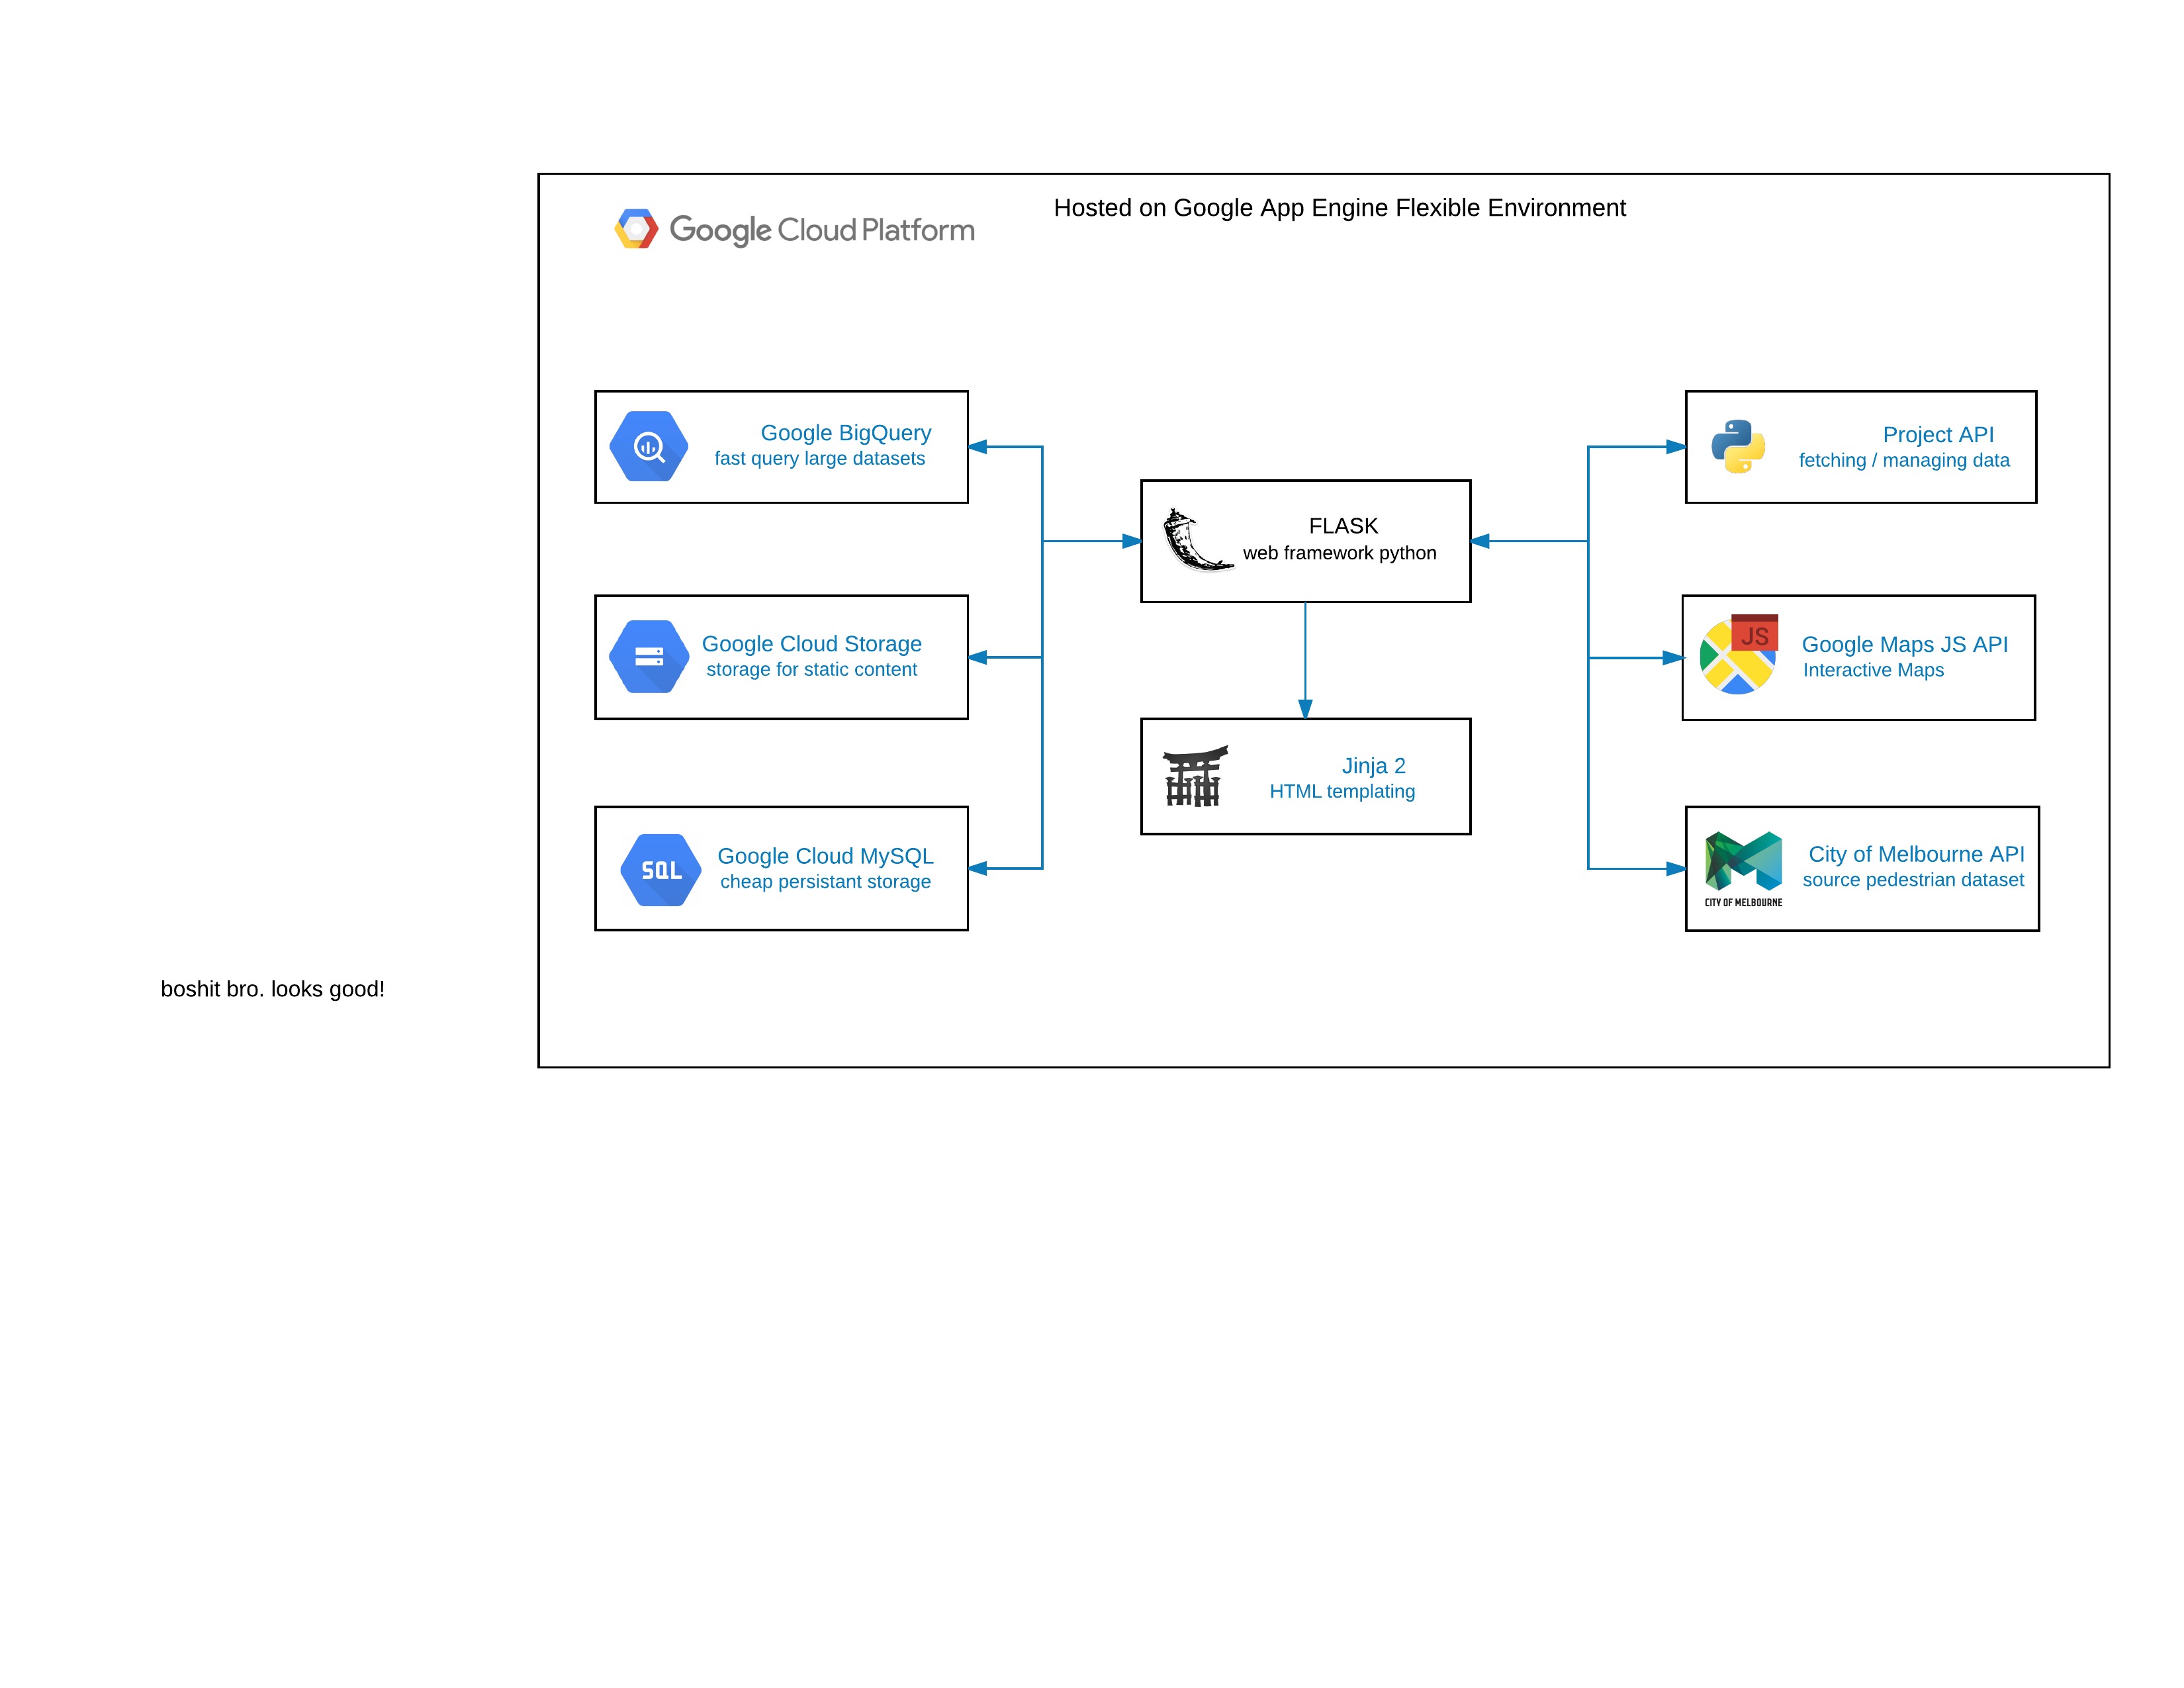 Hosted on Google App Engine Flexible Environment
Google Cloud Platform
Google BigQuery
fast query large datasets
Project API
fetching / managing data
FLASK
web framework python
Google Cloud Storage
storage for static content
JS
Google Maps JS API
Interactive Maps
Jinja 2
HTML templating
SQL
Google Cloud MySQL
cheap persistant storage
City of Melbourne API
source pedestrian dataset
CITY OF MELBOURNE
boshit bro. looks good!